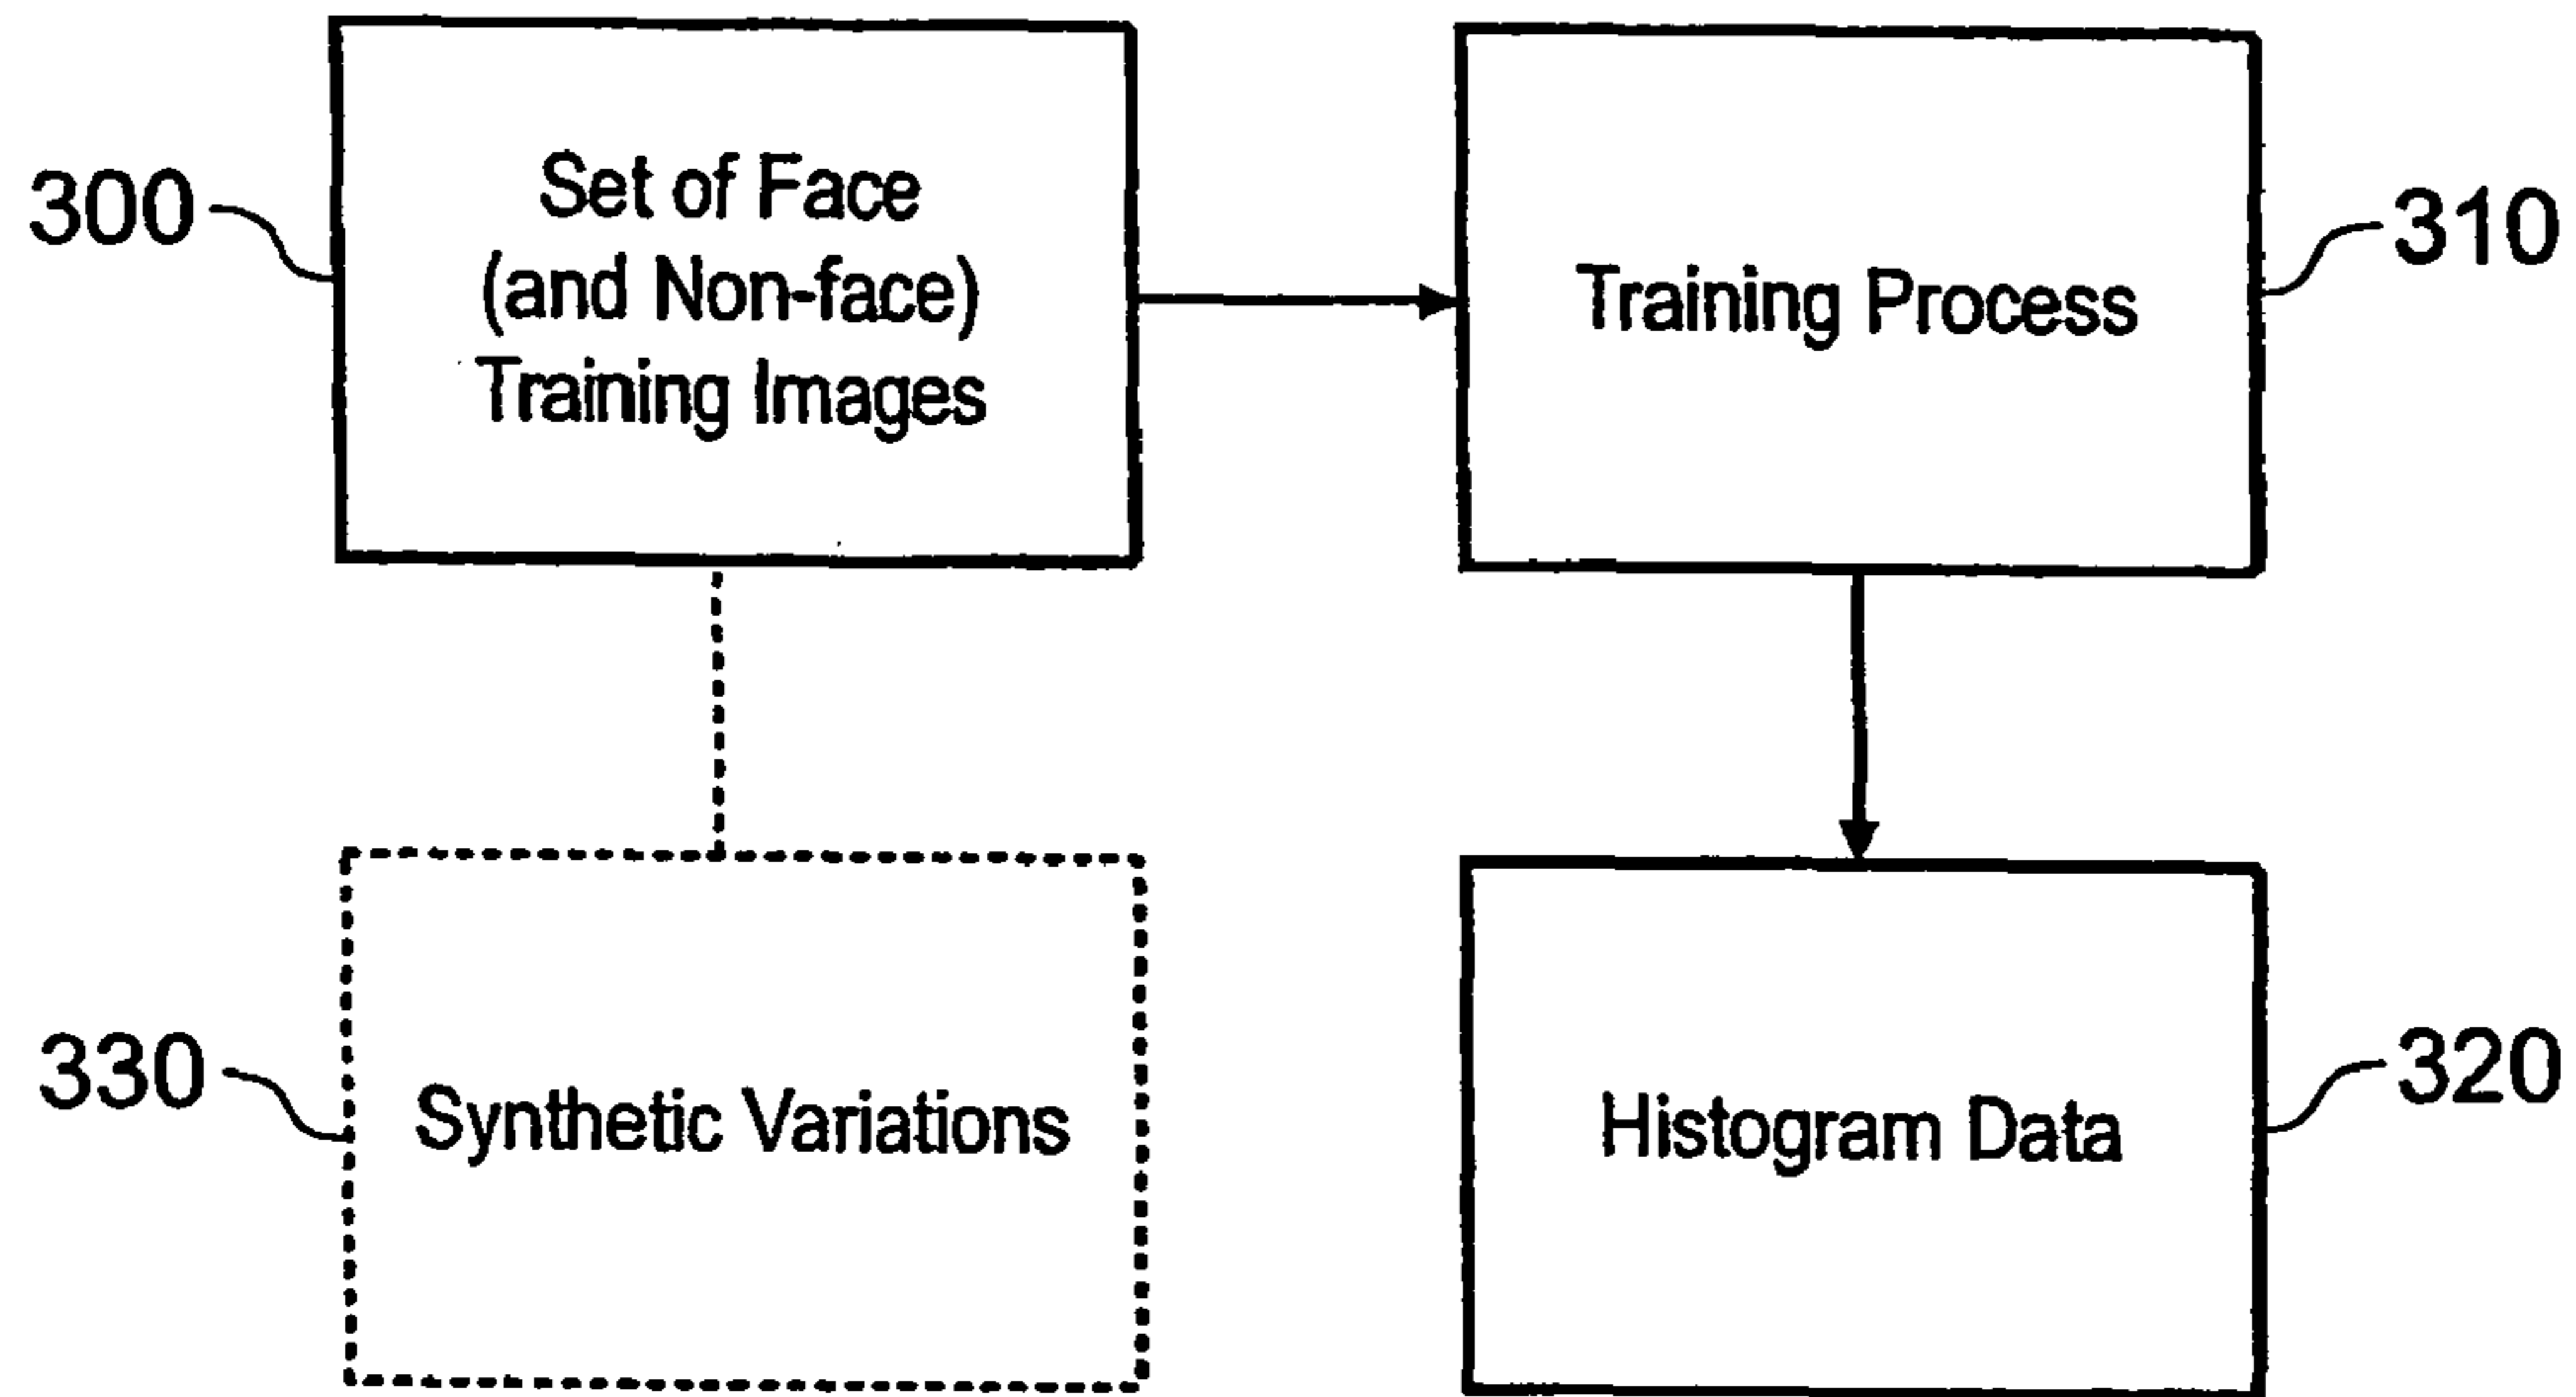 300
Set of Face
(and Non-face)
Training Images
Training Process
310
330
Synthetic Variations
Histogram Data
320